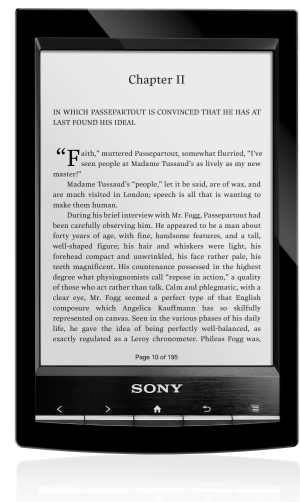 Chapter II
IN WHICH PASSEPARTOUT IS CONVINCED THAT HE HAS AT
LAST FOUND HIS IDEAL
“Faith,” muttered Passepartout, somewhat flurried, “I’ve
seen people at Madame Tussaud’s as lively as my new
master!”
Madame Tussaud’s “people,” let it be said, are of wax, and
are much visited in London; speech is all that is wanting to
make them human.
During his brief interview with Mr. Fogg, Passepartout had
been carefully observing him. He appeared to be a man about
forty years of age, with fine, handsome features, and a tall,
well-shaped figure; his hair and whiskers were light, his
forehead compact and unwrinkled, his face rather pale, his
teeth magnificent. His countenance possessed in the highest
degree what physiognomists call “repose in action,” a quality
of those who act rather than talk. Calm and phlegmatic, with a
clear eye, Mr. Fogg seemed a perfect type of that English
composure which Angelica Kauffmann has so skilfully
represented on canvas. Seen in the various phases of his daily
life, he gave the idea of being perfectly well-balanced, as
exactly regulated as a Leroy chronometer. Phileas Fogg was,
Page 10 of 195
SONY